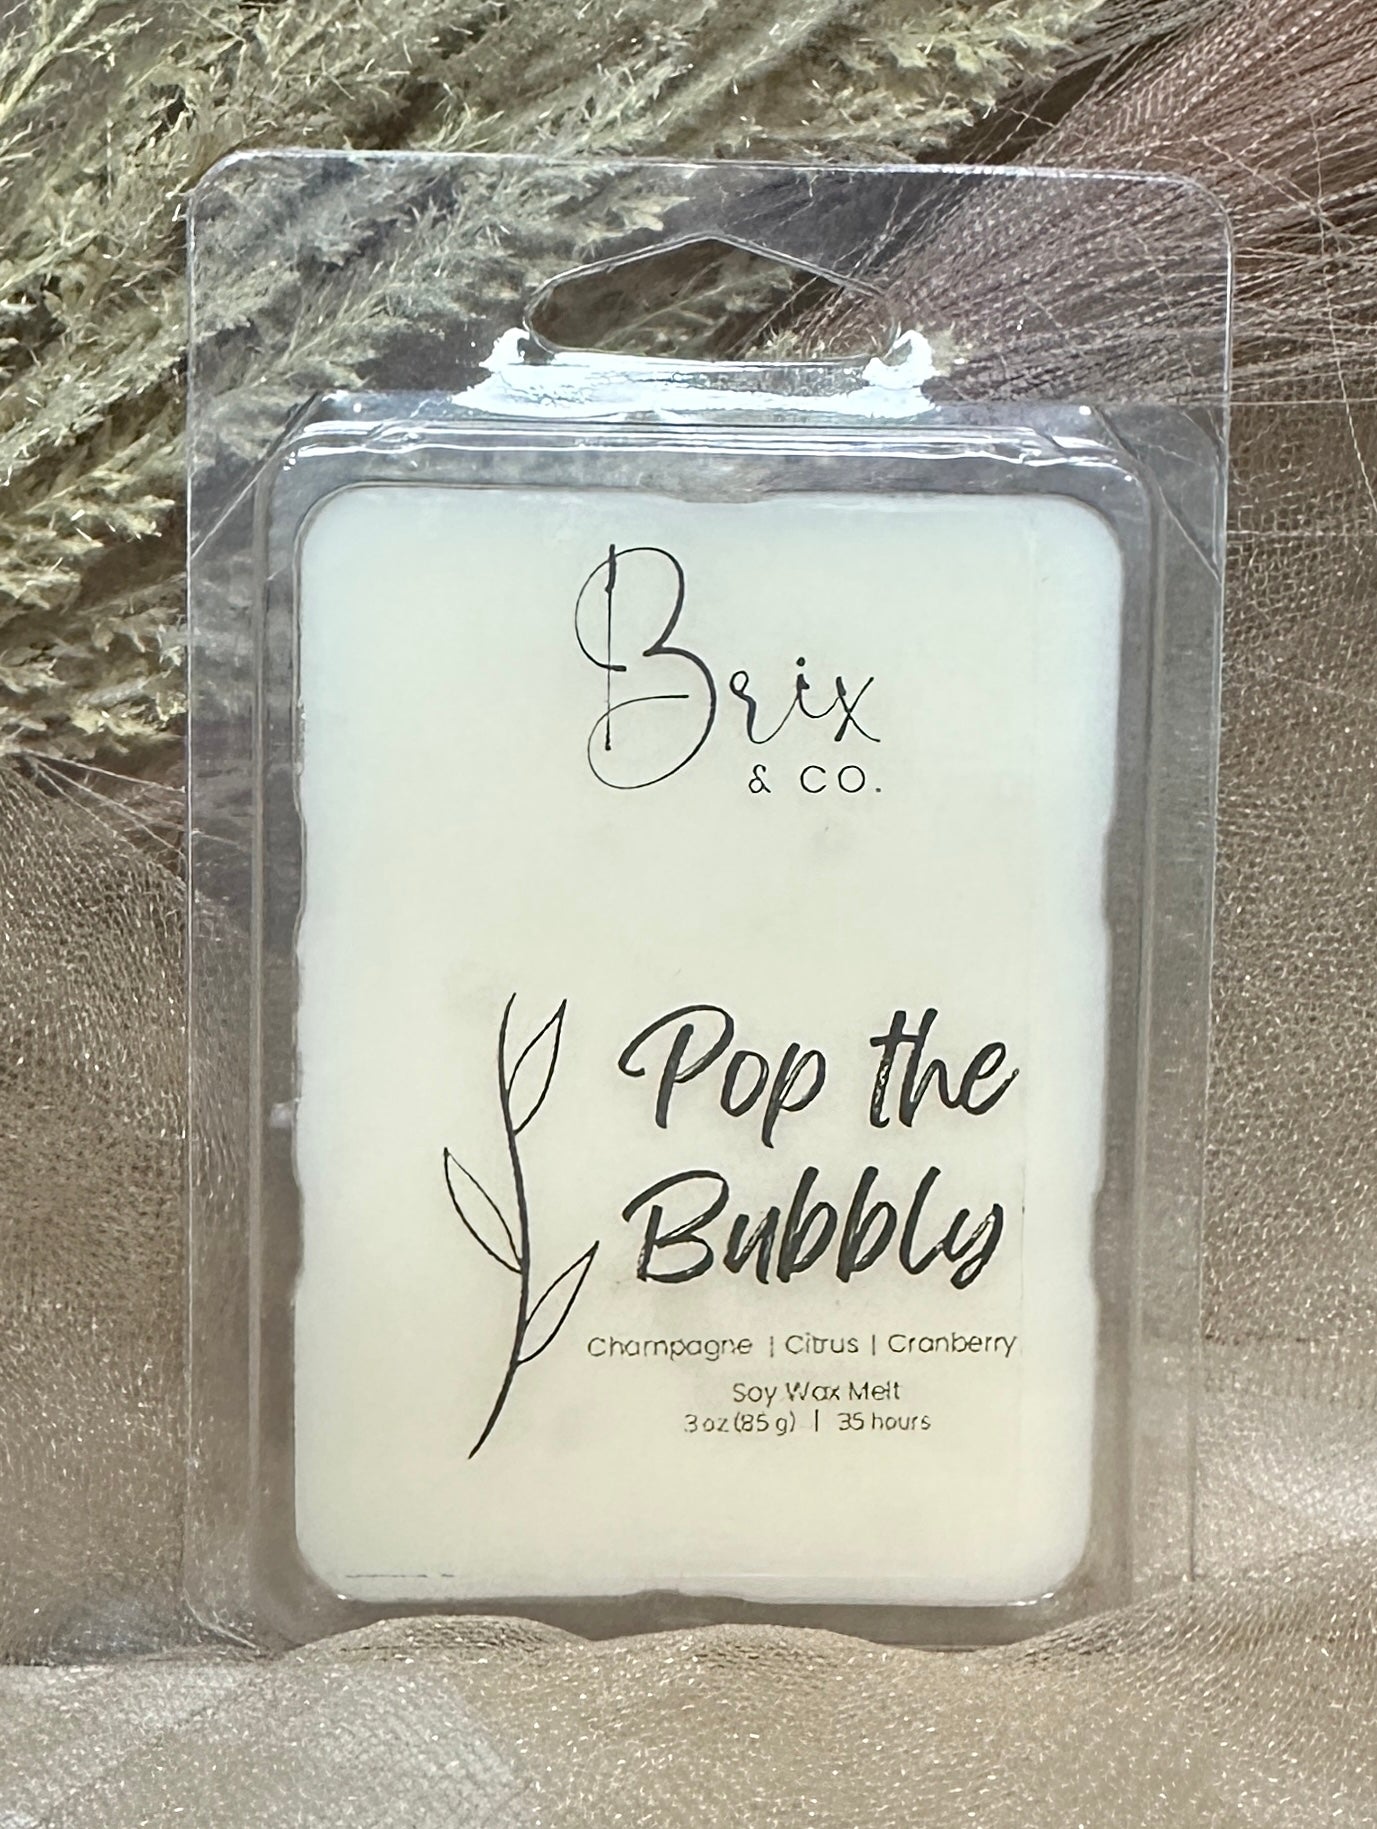 Brix
& CO.
Pop the
Bubbly
Champagne | Citrus | Cranberry
Soy Wax Melt
3 oz (85 g) | 35 hours